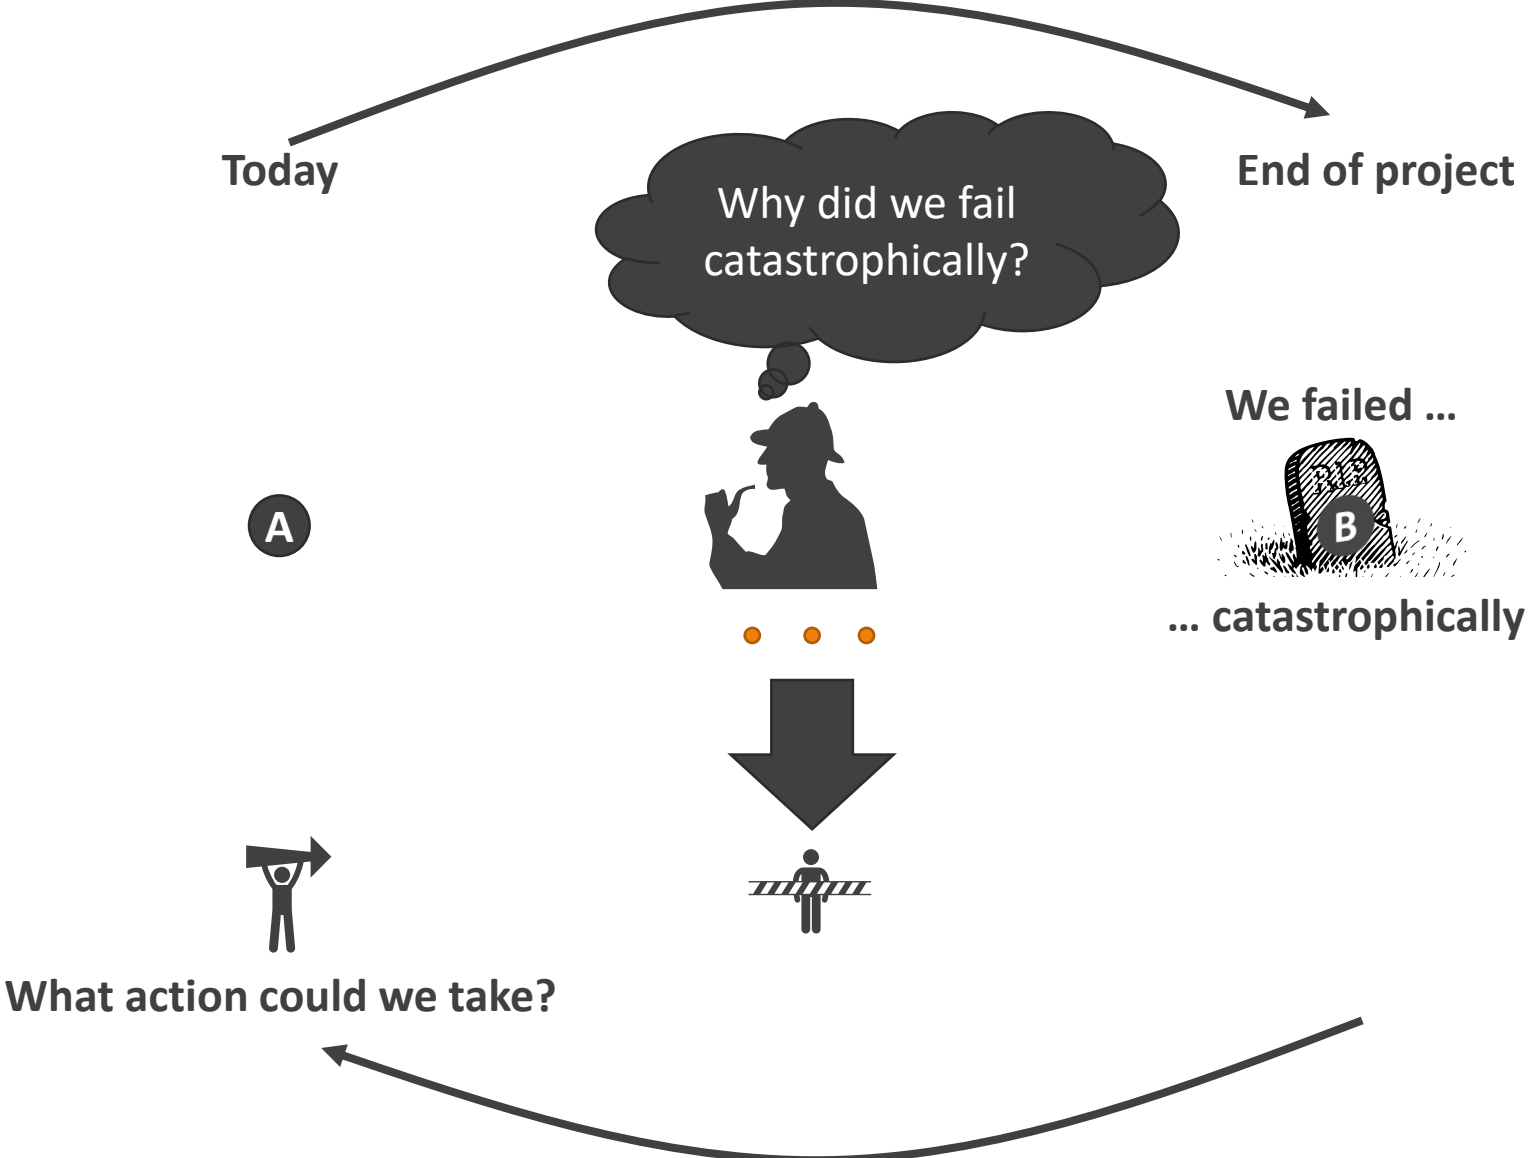 Today
End of project
Why did we fail
catastrophically?
We failed ...
A
R.I.P
B
... catastrophically
What action could we take?